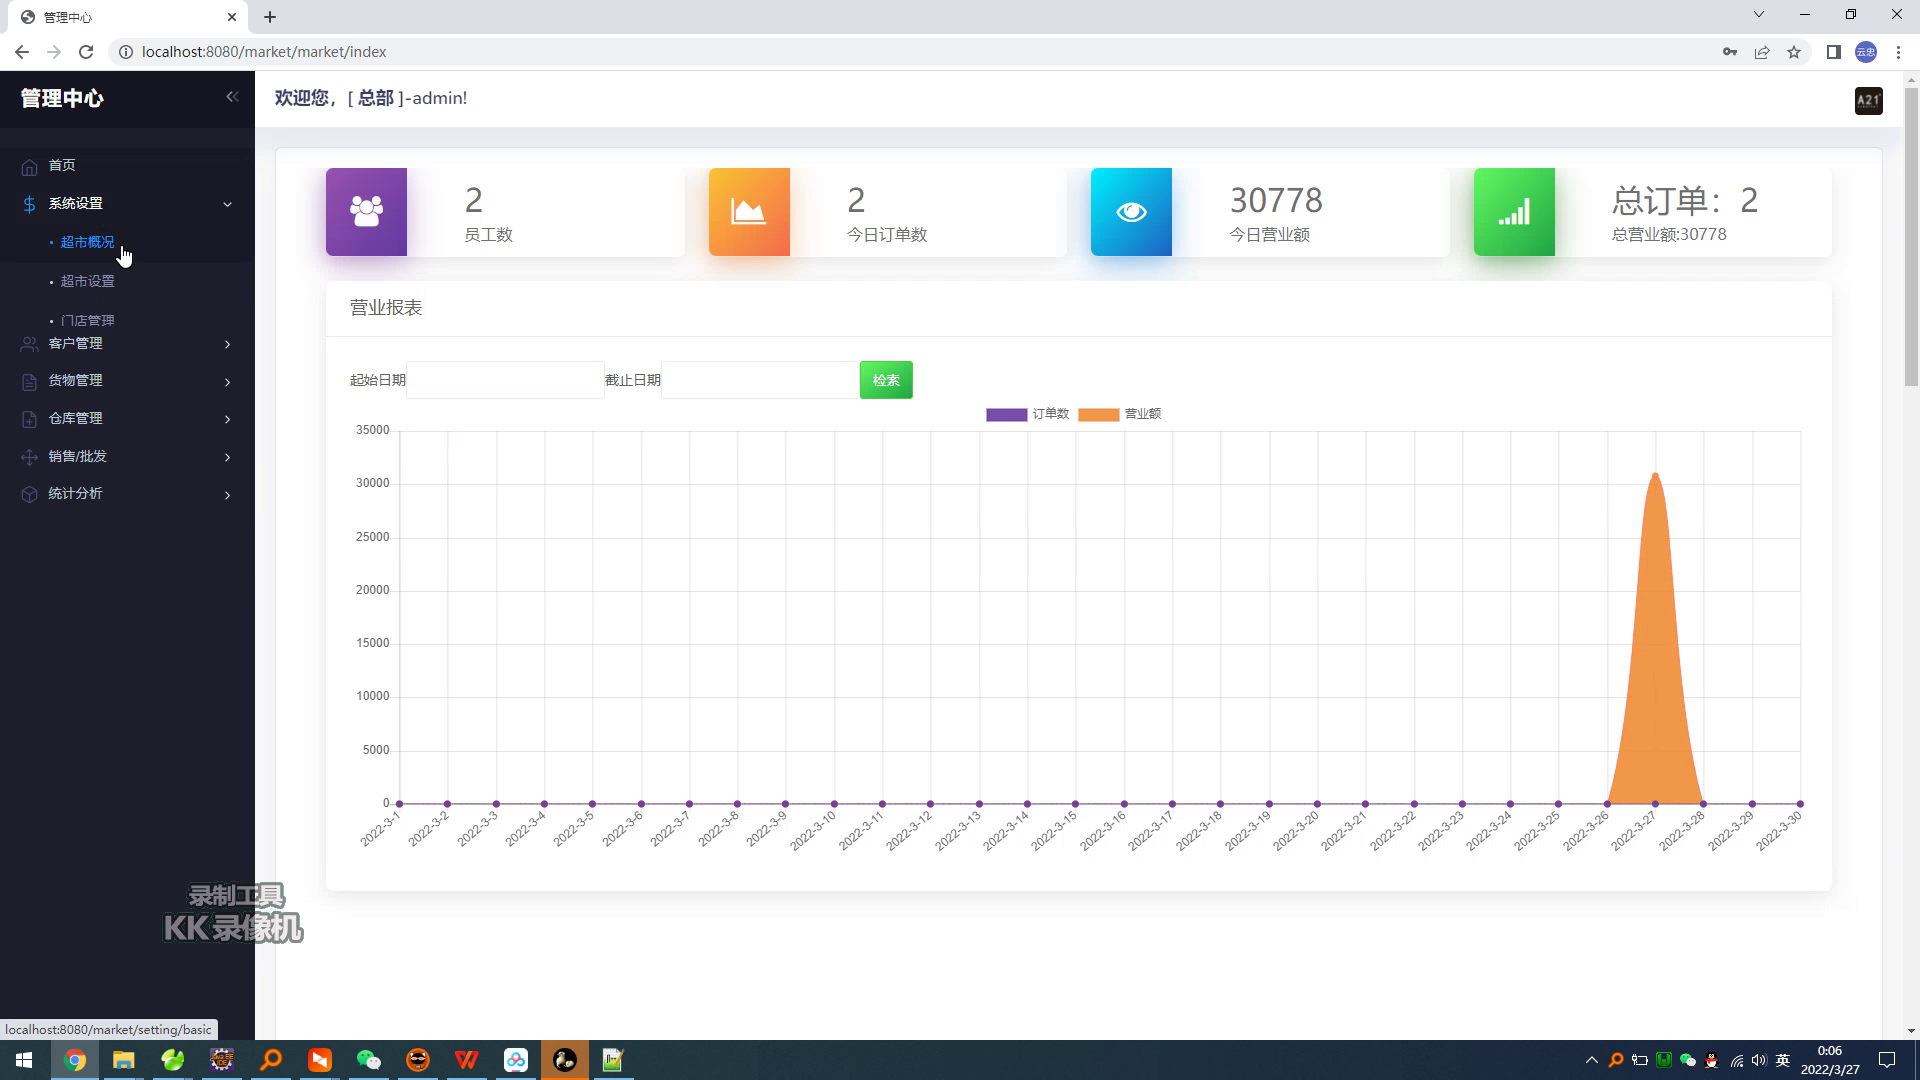 管理中心
localhost:8080/market/market/index
云忠
管理中心
欢迎您，[ 总部 ]-admin!
A21
首页
系统设置
超市概况
超市设置
门店管理
客户管理
货物管理
仓库管理
销售/批发
统计分析
2
员工数
2
今日订单数
30778
今日营业额
总订单：2
总营业额:30778
营业报表
起始日期 截止日期 检索
订单数 营业额
35000
30000
25000
20000
15000
10000
5000
0
2022-3-1 2022-3-2 2022-3-3 2022-3-4 2022-3-5 2022-3-6 2022-3-7 2022-3-8 2022-3-9 2022-3-10 2022-3-11 2022-3-12 2022-3-13 2022-3-14 2022-3-15 2022-3-16 2022-3-17 2022-3-18 2022-3-19 2022-3-20 2022-3-21 2022-3-22 2022-3-23 2022-3-24 2022-3-25 2022-3-26 2022-3-27 2022-3-28 2022-3-29 2022-3-30
录制工具
KK录像机
localhost:8080/market/setting/basic
英
0:06
2022/3/27